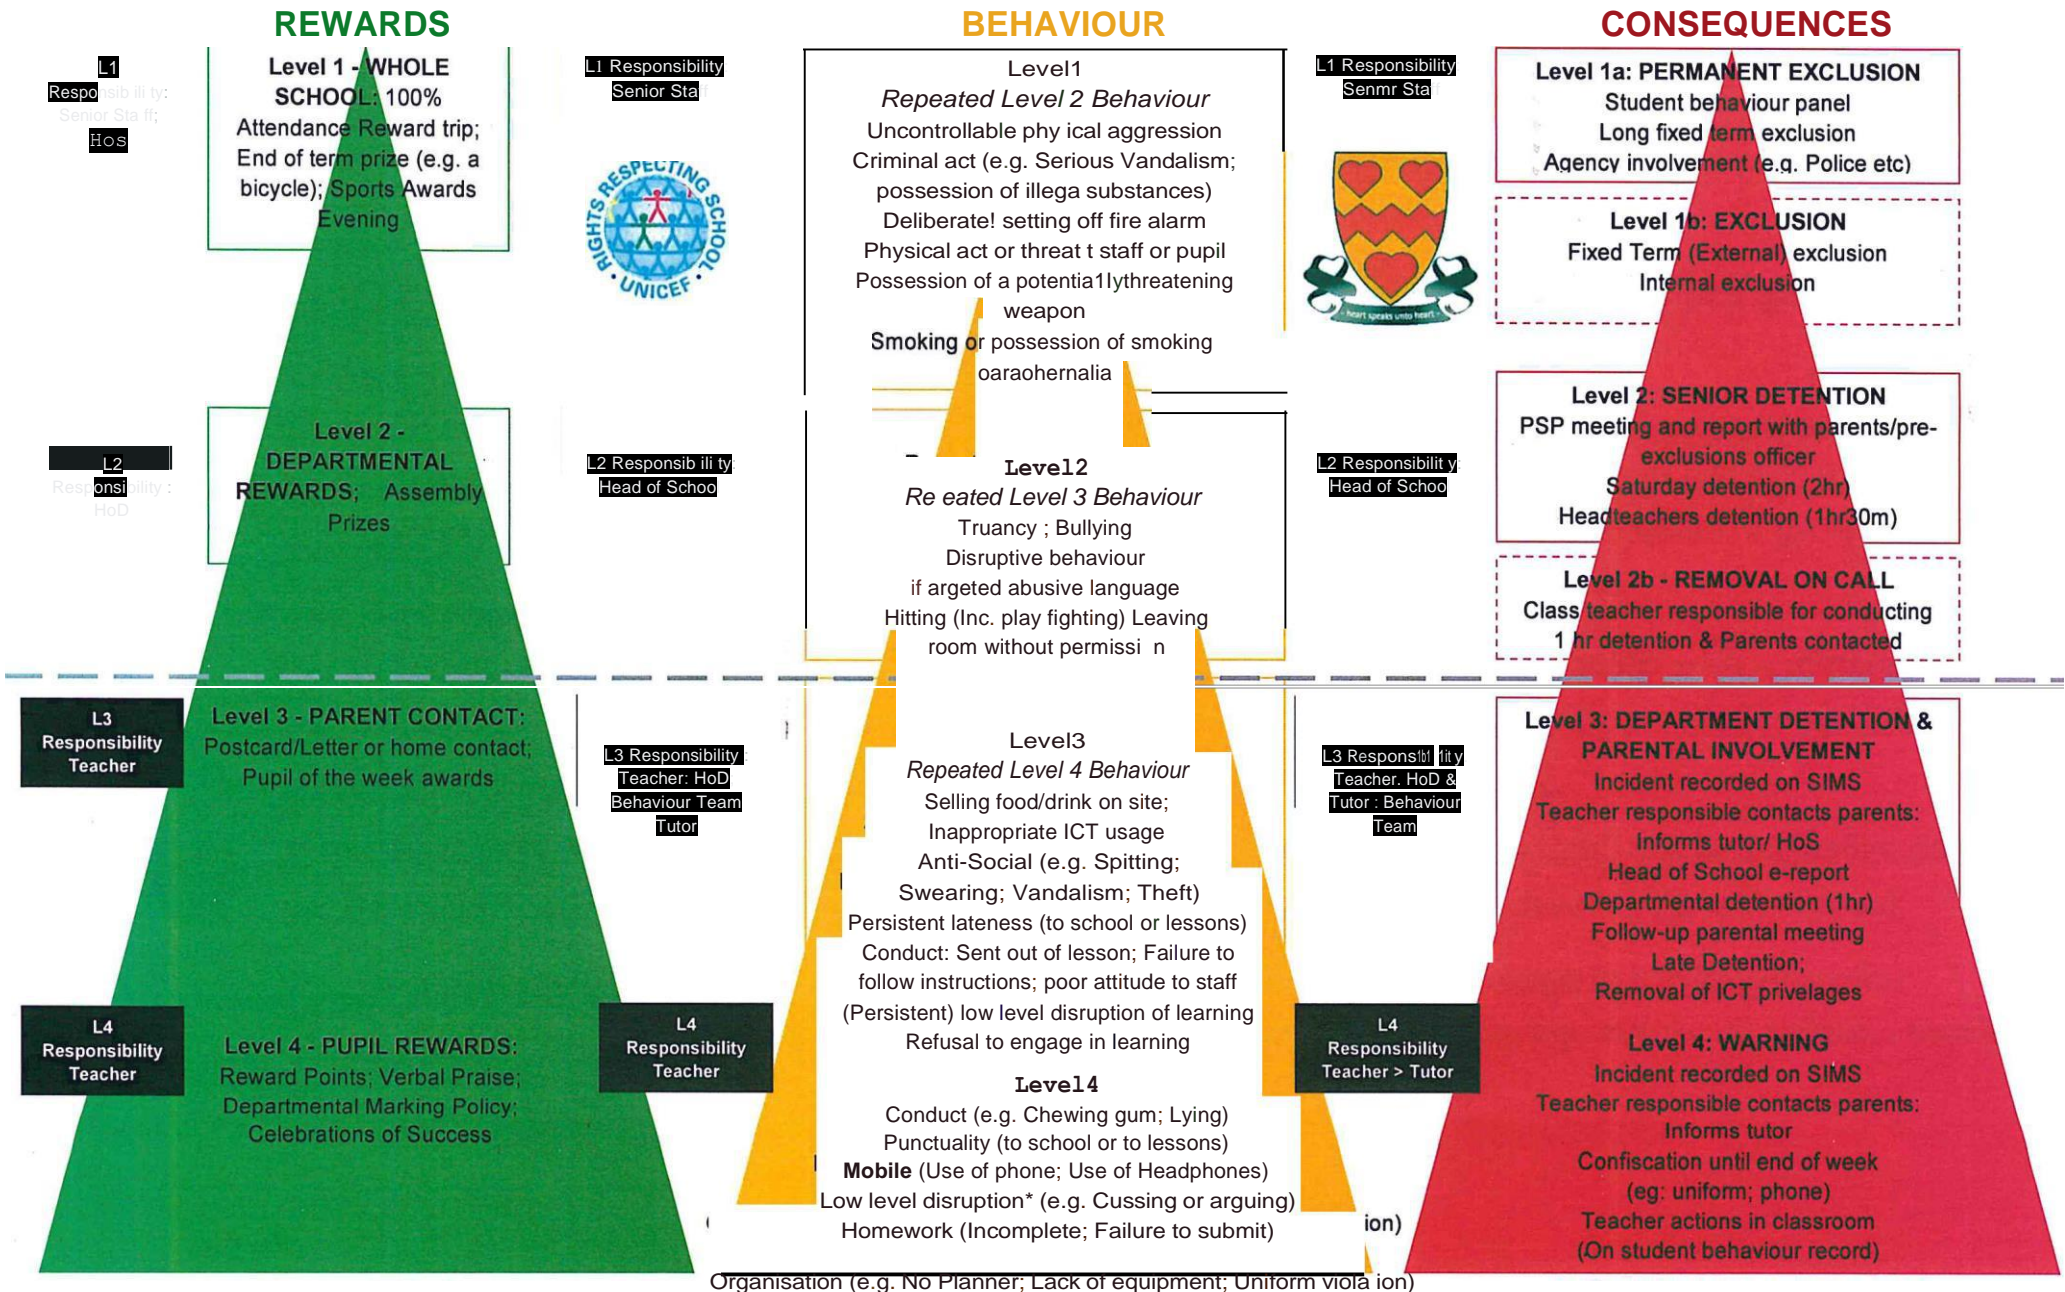 REWARDS
L1
Responsib ili ty:
Senior Sta ff;
Hos
Level 1 - WHOLE
SCHOOL: 100%
Attendance Reward trip;
End of term prize (e.g. a
bicycle); Sports Awards
Evening
L2
Responsibility :
HoD
Level 2 -
DEPARTMENTAL
REWARDS; Assembly
Prizes
L3
Responsibility
Teacher
Level 3 - PARENT CONTACT:
Postcard/Letter or home contact;
Pupil of the week awards
L4
Responsibility
Teacher
Level 4 - PUPIL REWARDS:
Reward Points; Verbal Praise;
Departmental Marking Policy;
Celebrations of Success
BEHAVIOUR
L1 Responsibility
Senior Staff
RIGHTS RESPECTING SCHOOL
• UNICEF •
Level1
Repeated Level 2 Behaviour
Uncontrollable phy ical aggression
Criminal act (e.g. Serious Vandalism;
possession of illega substances)
Deliberate! setting off fire alarm
Physical act or threat t staff or pupil
Possession of a potentia1lythreatening
weapon
Smoking or possession of smoking
oaraohernalia
L2 Responsib ili ty:
Head of Schoo
Level2
Re eated Level 3 Behaviour
Truancy ; Bullying
Disruptive behaviour
if argeted abusive language
Hitting (Inc. play fighting) Leaving
room without permissi n
L3 Responsibility :
Teacher: HoD
Behaviour Team
Tutor
Level3
Repeated Level 4 Behaviour
Selling food/drink on site;
Inappropriate ICT usage
Anti-Social (e.g. Spitting;
Swearing; Vandalism; Theft)
Persistent lateness (to school or lessons)
Conduct: Sent out of lesson; Failure to
follow instructions; poor attitude to staff
(Persistent) low level disruption of learning
Refusal to engage in learning
L4
Responsibility
Teacher
Level4
Conduct (e.g. Chewing gum; Lying)
Punctuality (to school or to lessons)
Mobile (Use of phone; Use of Headphones)
Low level disruption* (e.g. Cussing or arguing)
Homework (Incomplete; Failure to submit)
ion)
Organisation (e.g. No Planner; Lack of equipment; Uniform viola ion)
CONSEQUENCES
L1 Responsibility
Senmr Staf
- heart speaks unto heart -
Level 1a: PERMANENT EXCLUSION
Student behaviour panel
Long fixed term exclusion
Agency involvement (e.g. Police etc)
Level 1b: EXCLUSION
Fixed Term (External) exclusion
Internal exclusion
L2 Responsibilit y:
Head of Schoo
Level 2: SENIOR DETENTION
PSP meeting and report with parents/pre-
exclusions officer
Saturday detention (2hr)
Headteachers detention (1hr30m)
Level 2b - REMOVAL ON CALL
Class teacher responsible for conducting
1 hr detention & Parents contacted
L3
Teacher. HoD &
Tutor : Behaviour
Team
Level 3: DEPARTMENT DETENTION &
PARENTAL INVOLVEMENT
Incident recorded on SIMS
Teacher responsible contacts parents:
Informs tutor/ HoS
Head of School e-report
Departmental detention (1hr)
Follow-up parental meeting
Late Detention;
Removal of ICT privelages
L4
Responsibility
Teacher > Tutor
Level 4: WARNING
Incident recorded on SIMS
Teacher responsible contacts parents:
Informs tutor
Confiscation until end of week
(eg: uniform; phone)
Teacher actions in classroom
(On student behaviour record)